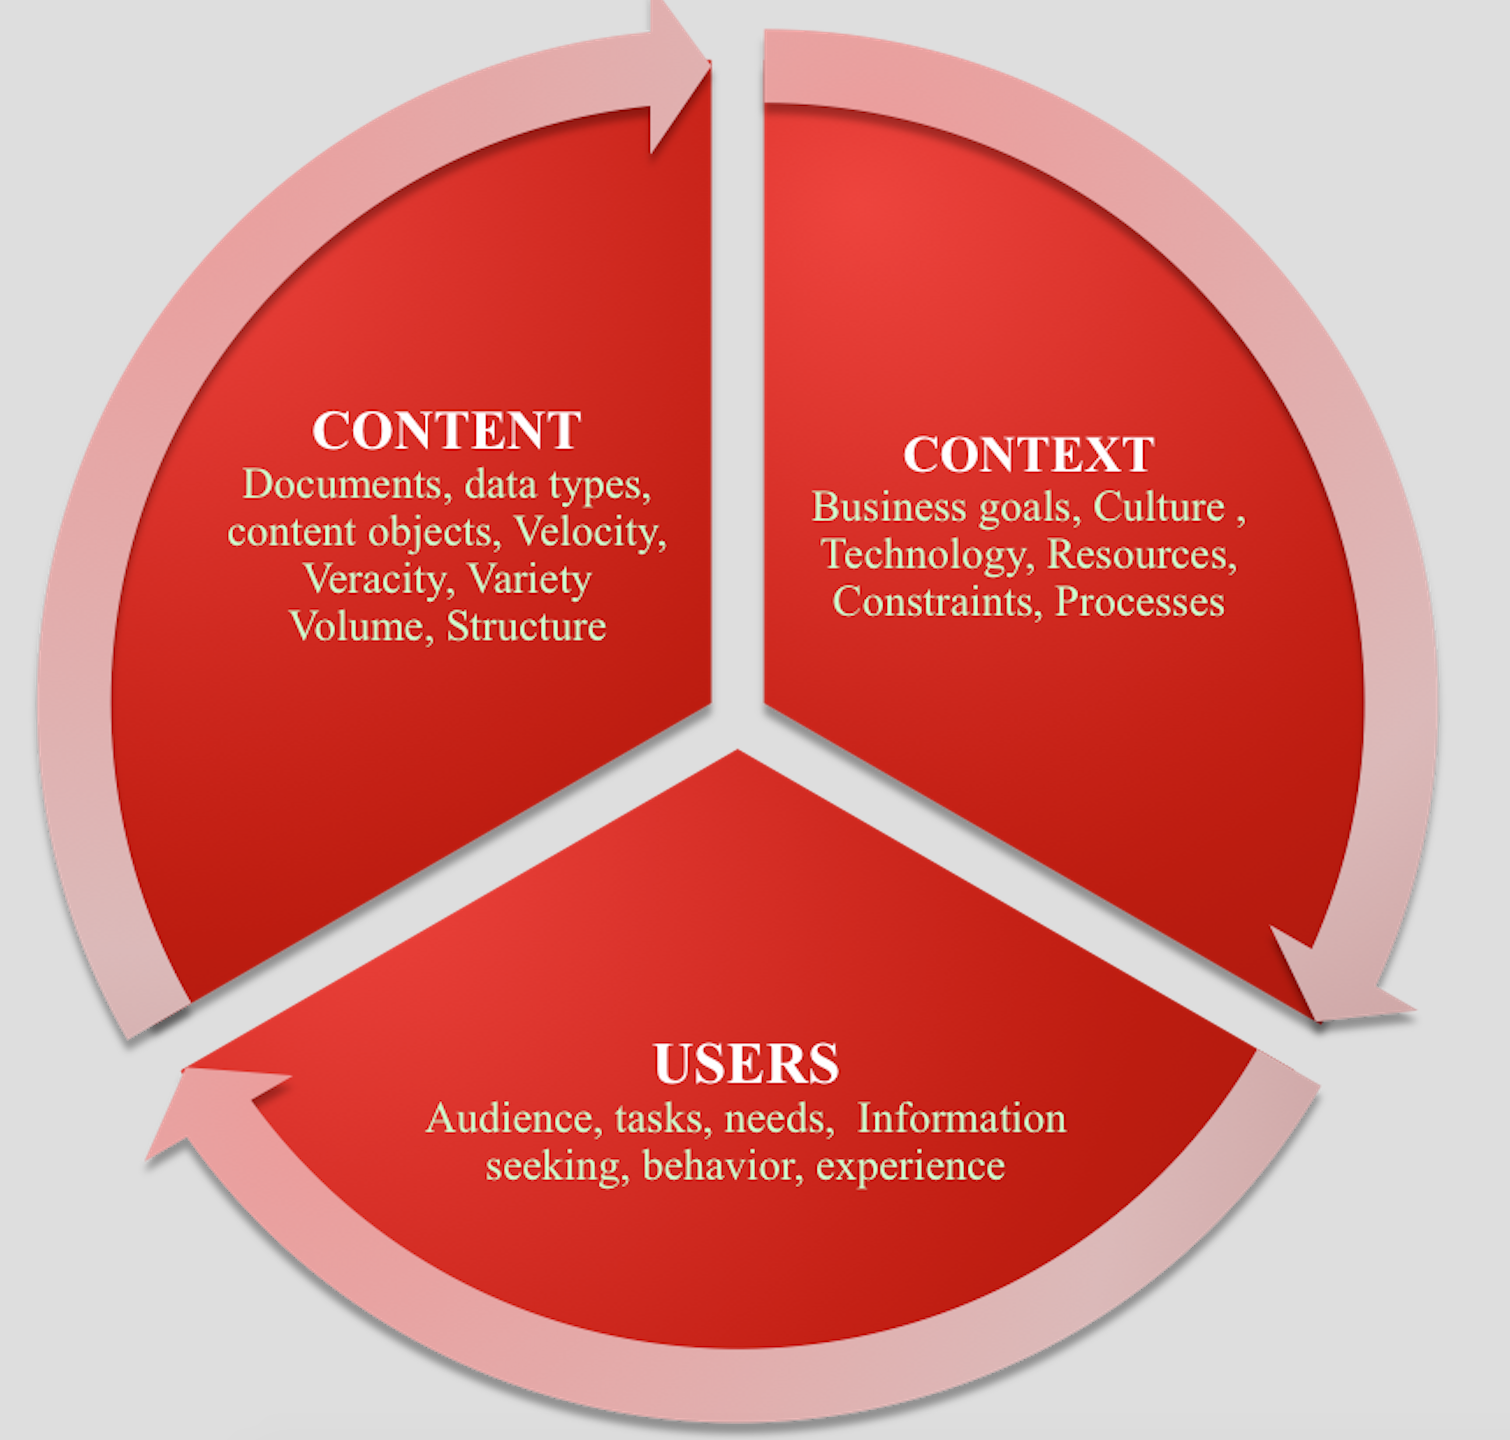 CONTENT
Documents, data types,
content objects, Velocity,
Veracity, Variety
Volume, Structure
CONTEXT
Business goals, Culture ,
Technology, Resources,
Constraints, Processes
USERS
Audience, tasks, needs,  Information
seeking, behavior, experience